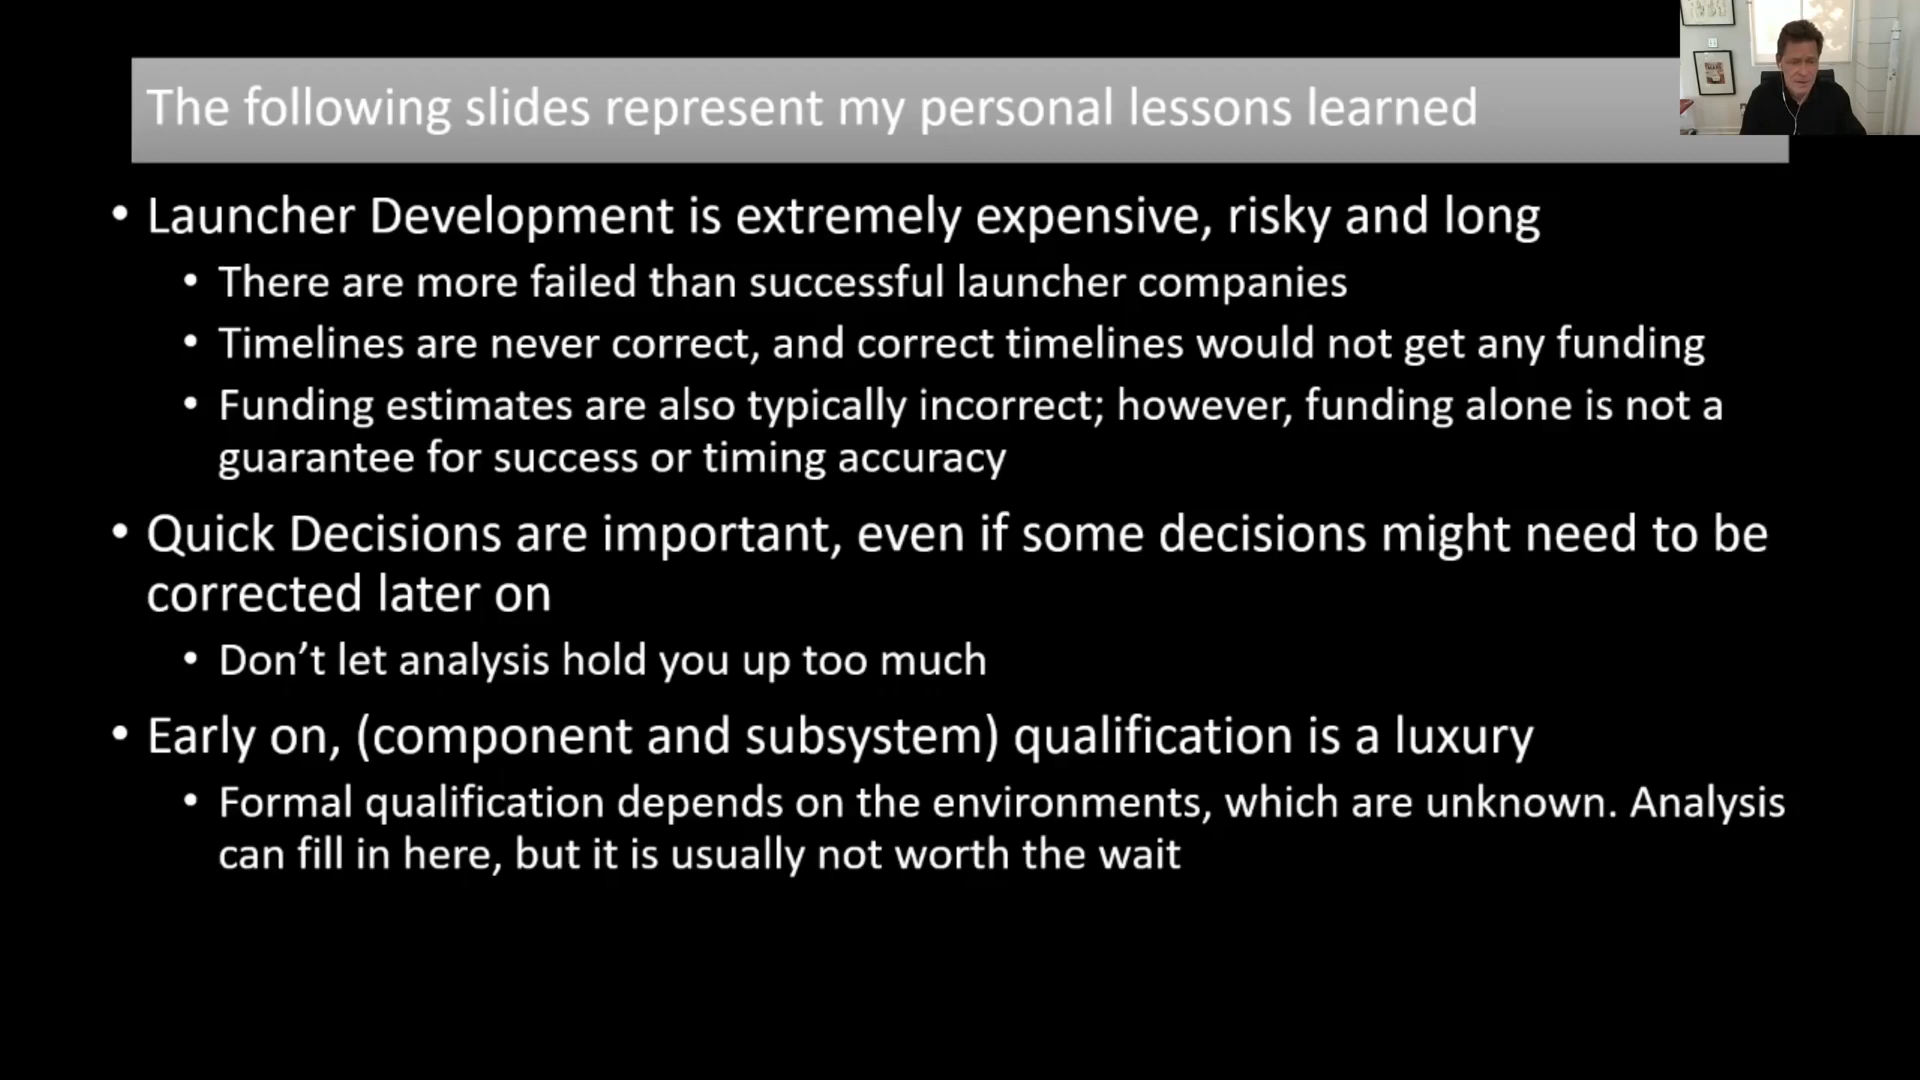 The following slides represent my personal lessons learned
• Launcher Development is extremely expensive, risky and long
• There are more failed than successful launcher companies
• Timelines are never correct, and correct timelines would not get any funding
• Funding estimates are also typically incorrect; however, funding alone is not a
guarantee for success or timing accuracy
• Quick Decisions are important, even if some decisions might need to be
corrected later on
• Don’t let analysis hold you up too much
• Early on, (component and subsystem) qualification is a luxury
• Formal qualification depends on the environments, which are unknown. Analysis
can fill in here, but it is usually not worth the wait